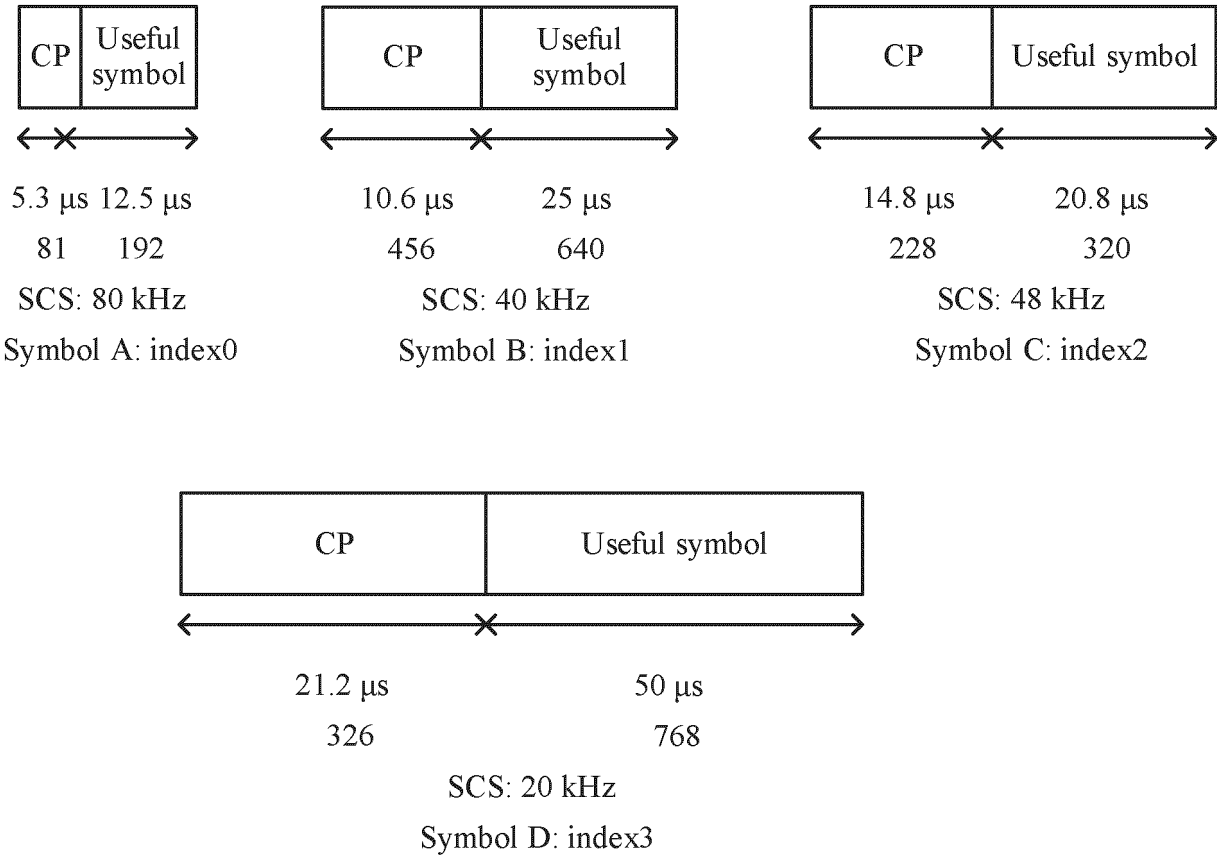 CP
Useful
symbol
5.3 μs 12.5 μs
81 192
SCS: 80 kHz
Symbol A: index0
CP
Useful
symbol
10.6 μs 25 μs
456 640
SCS: 40 kHz
Symbol B: index1
CP Useful symbol
14.8 μs 20.8 μs
228 320
SCS: 48 kHz
Symbol C: index2
CP Useful symbol
21.2 μs 50 μs
326 768
SCS: 20 kHz
Symbol D: index3